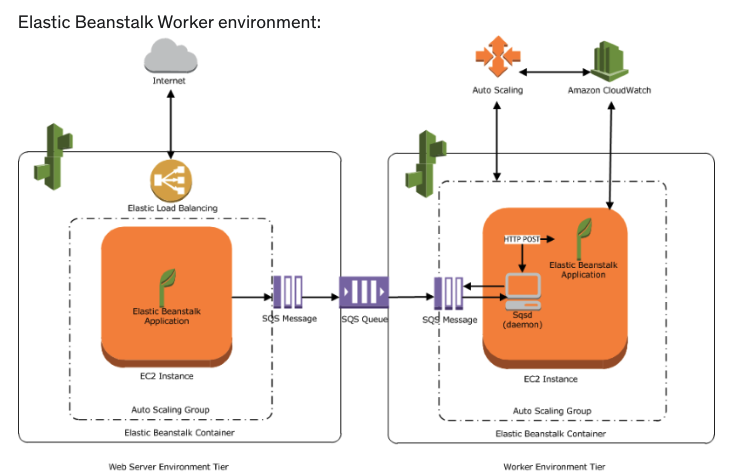 Elastic Beanstalk Worker environment:
Internet
Auto Scaling
Amazon CloudWatch
Elastic Load Balancing
HTTP POST
Elastic Beanstalk
Application
Elastic Beanstalk
Application
SQS Message
SQS Queue
SQS Message
Sqsd
(daemon)
EC2 Instance
EC2 Instance
Auto Scaling Group
Auto Scaling Group
Elastic Beanstalk Container
Elastic Beanstalk Container
Web Server Environment Tier
Worker Environment Tier